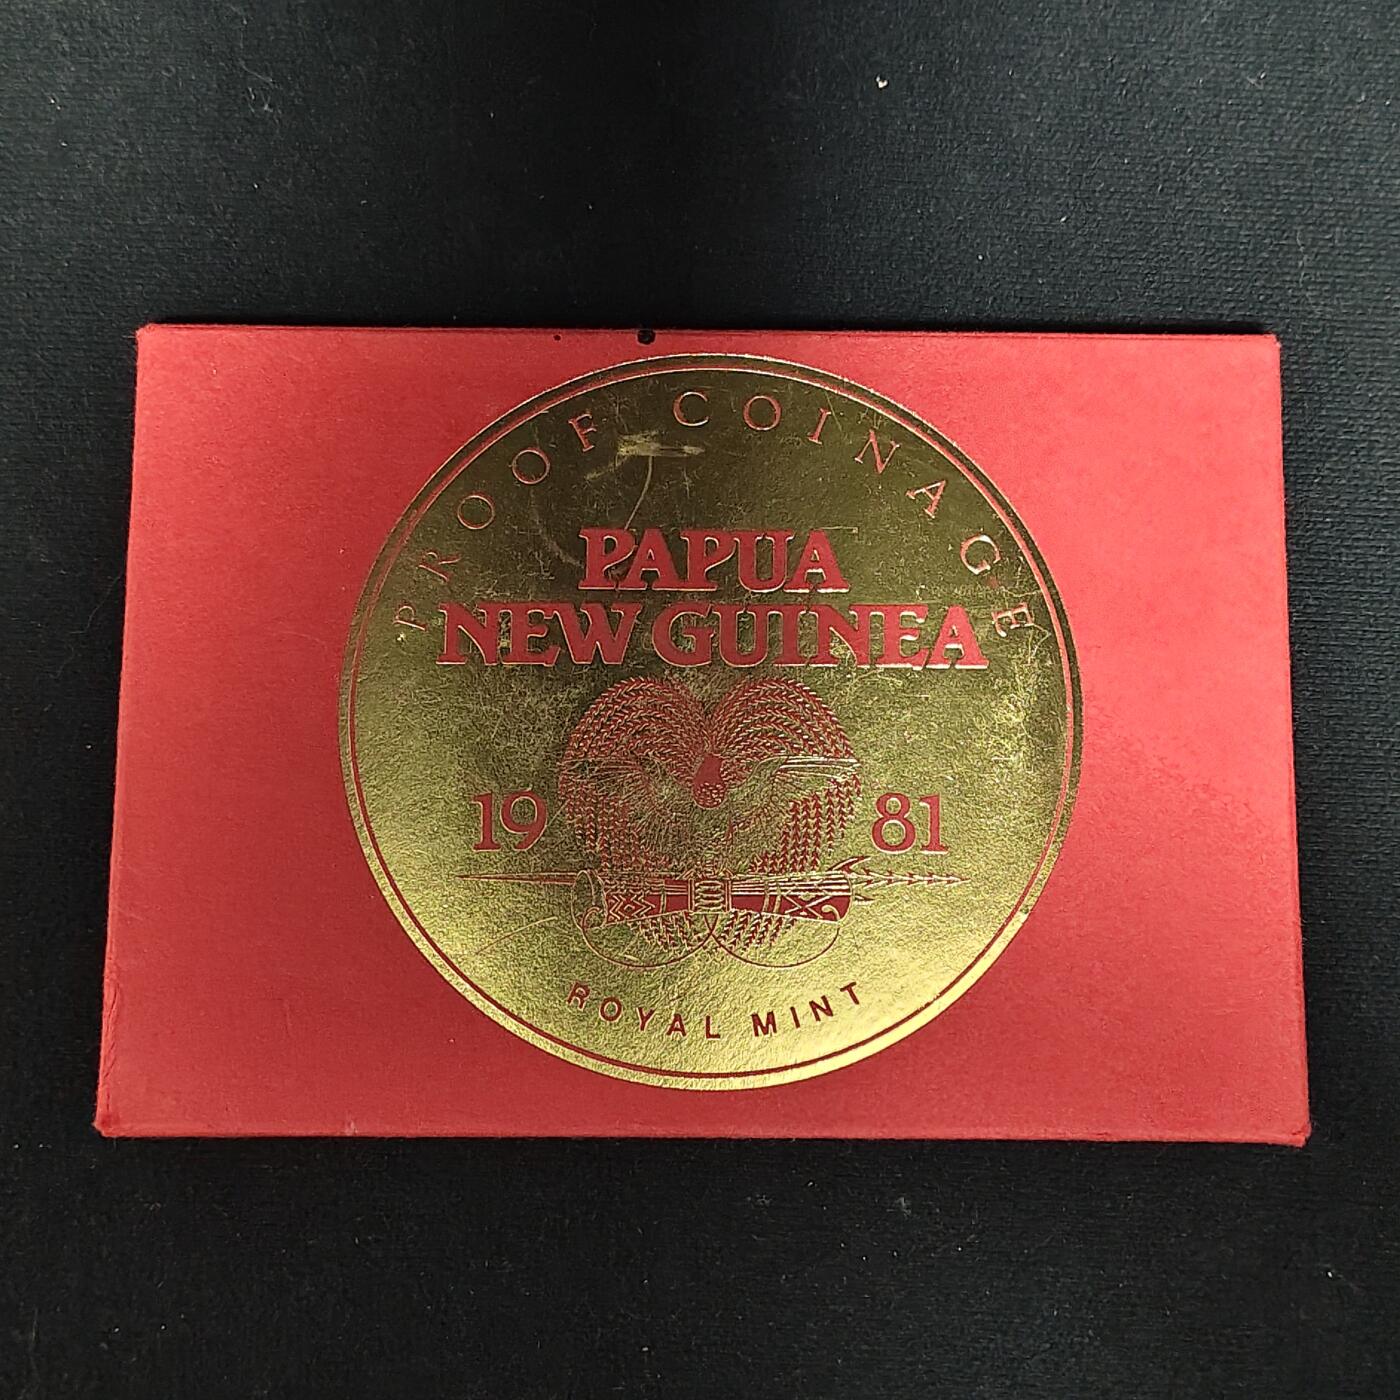 PROOF COINAGE
PAPUA
NEW GUINEA
19 81
ROYAL MINT